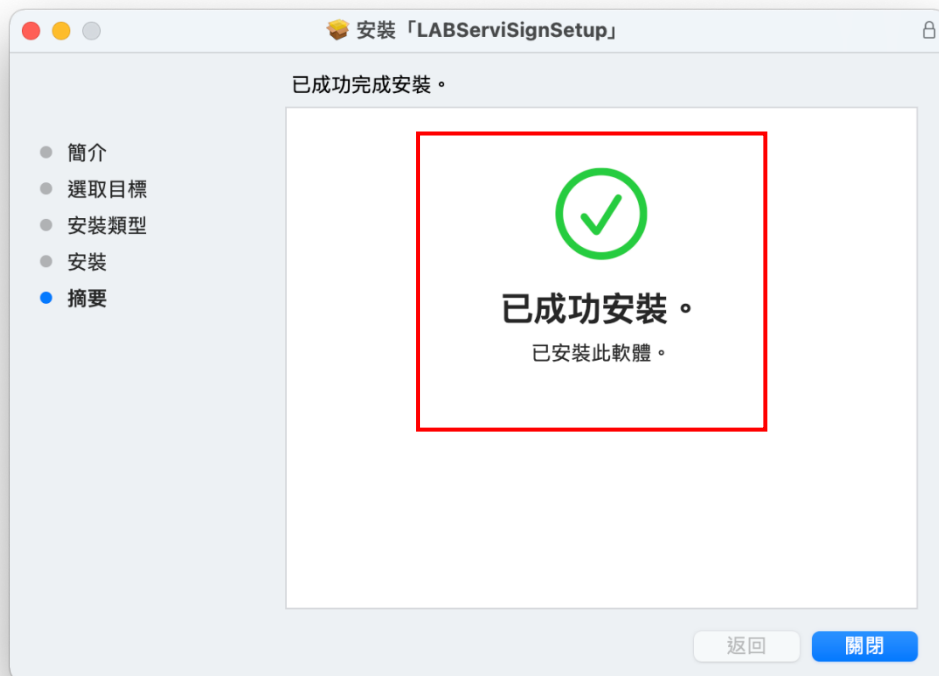 安裝「LABServiSignSetup」
已成功完成安裝。
簡介
選取目標
安裝類型
安裝
摘要
已成功安裝。
已安裝此軟體。
返回
關閉